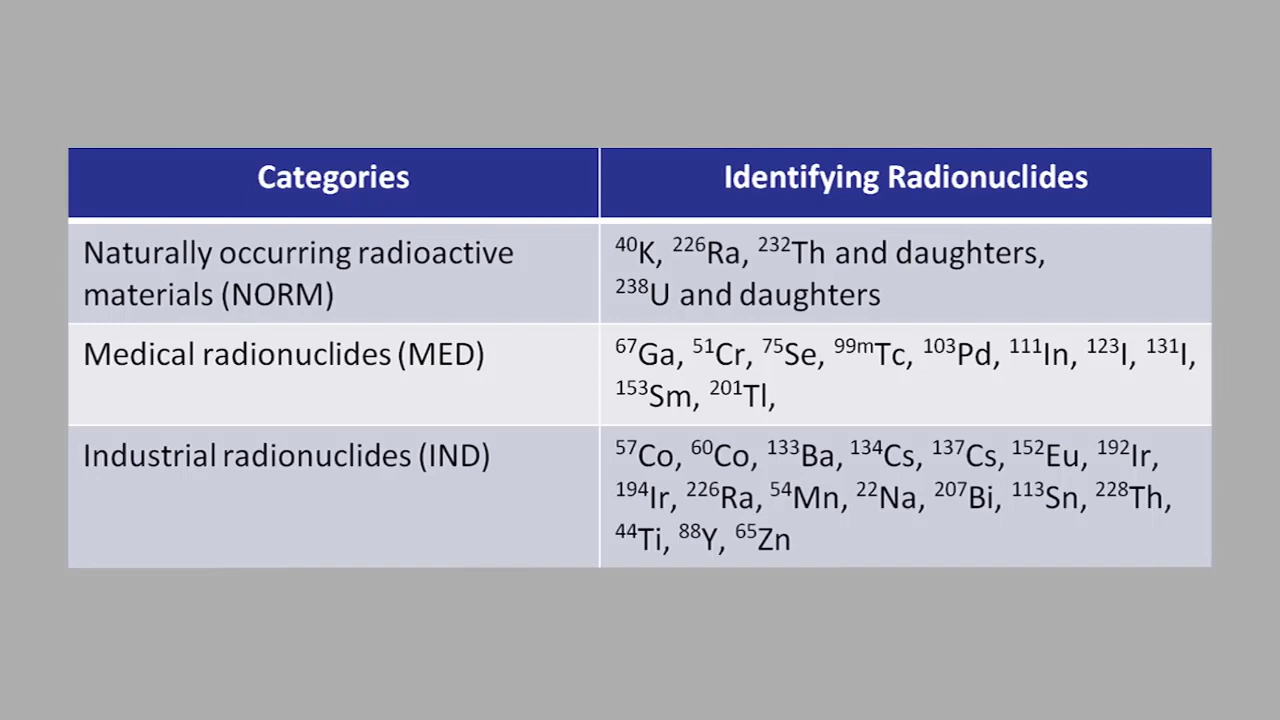 Categories
Identifying Radionuclides
Naturally occurring radioactive
materials (NORM)
⁴⁰K, ²²⁶Ra, ²³²Th and daughters,
²³⁸U and daughters
Medical radionuclides (MED)
⁶⁷Ga, ⁵¹Cr, ⁷⁵Se, ⁹⁹ᵐTc, ¹⁰³Pd, ¹¹¹In, ¹²³I, ¹³¹I,
¹⁵³Sm, ²⁰¹Tl,
Industrial radionuclides (IND)
⁵⁷Co, ⁶⁰Co, ¹³³Ba, ¹³⁴Cs, ¹³⁷Cs, ¹⁵²Eu, ¹⁹²Ir,
¹⁹⁴Ir, ²²⁶Ra, ⁵⁴Mn, ²²Na, ²⁰⁷Bi, ¹¹³Sn, ²²⁸Th,
⁴⁴Ti, ⁸⁸Y, ⁶⁵Zn